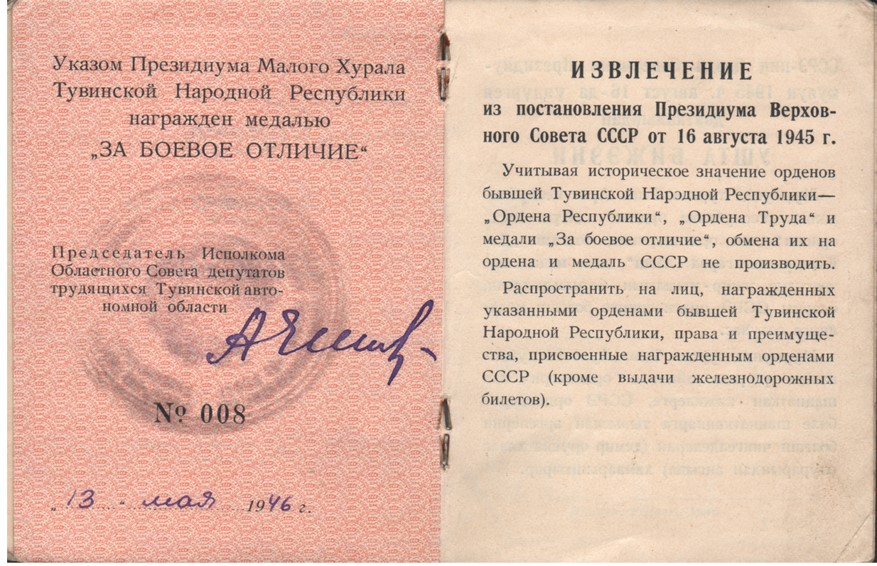 Указом Президиума Малого Хурала
Тувинской Народной Республики
награжден медалью
„ЗА БОЕВОЕ ОТЛИЧИЕ“
Председатель Исполкома
Областного Совета депутатов
трудящихся Тувинской авто-
номной области
№ 008
„13 - мая 1946 г.
ИЗВЛЕЧЕНИЕ
из постановления Президиума Верхов-
ного Совета СССР от 16 августа 1945 г.
Учитывая историческое значение орденов
бывшей Тувинской Народной Республики—
„Ордена Республики“, „Ордена Труда“ и
медали „За боевое отличие“, обмена их на
ордена и медаль СССР не производить.
Распространить на лиц, награжденных
указанными орденами бывшей Тувинской
Народной Республики, права и преимуще-
ства, присвоенные награжденным орденами
СССР (кроме выдачи железнодорожных
билетов).